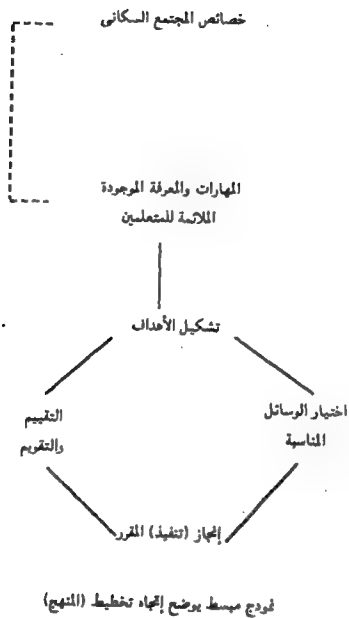 خصائص المجتمع السكانى
المهارات والمعرفة الموجودة
الملائمة للمتعلمين
تشكيل الأهداف
اختيار الوسائل
المناسبة
التقييم
والتقويم
إنجاز (تنفيذ) المقرر
نموذج مبسط يوضح إتجاه تخطيط (المنهج)